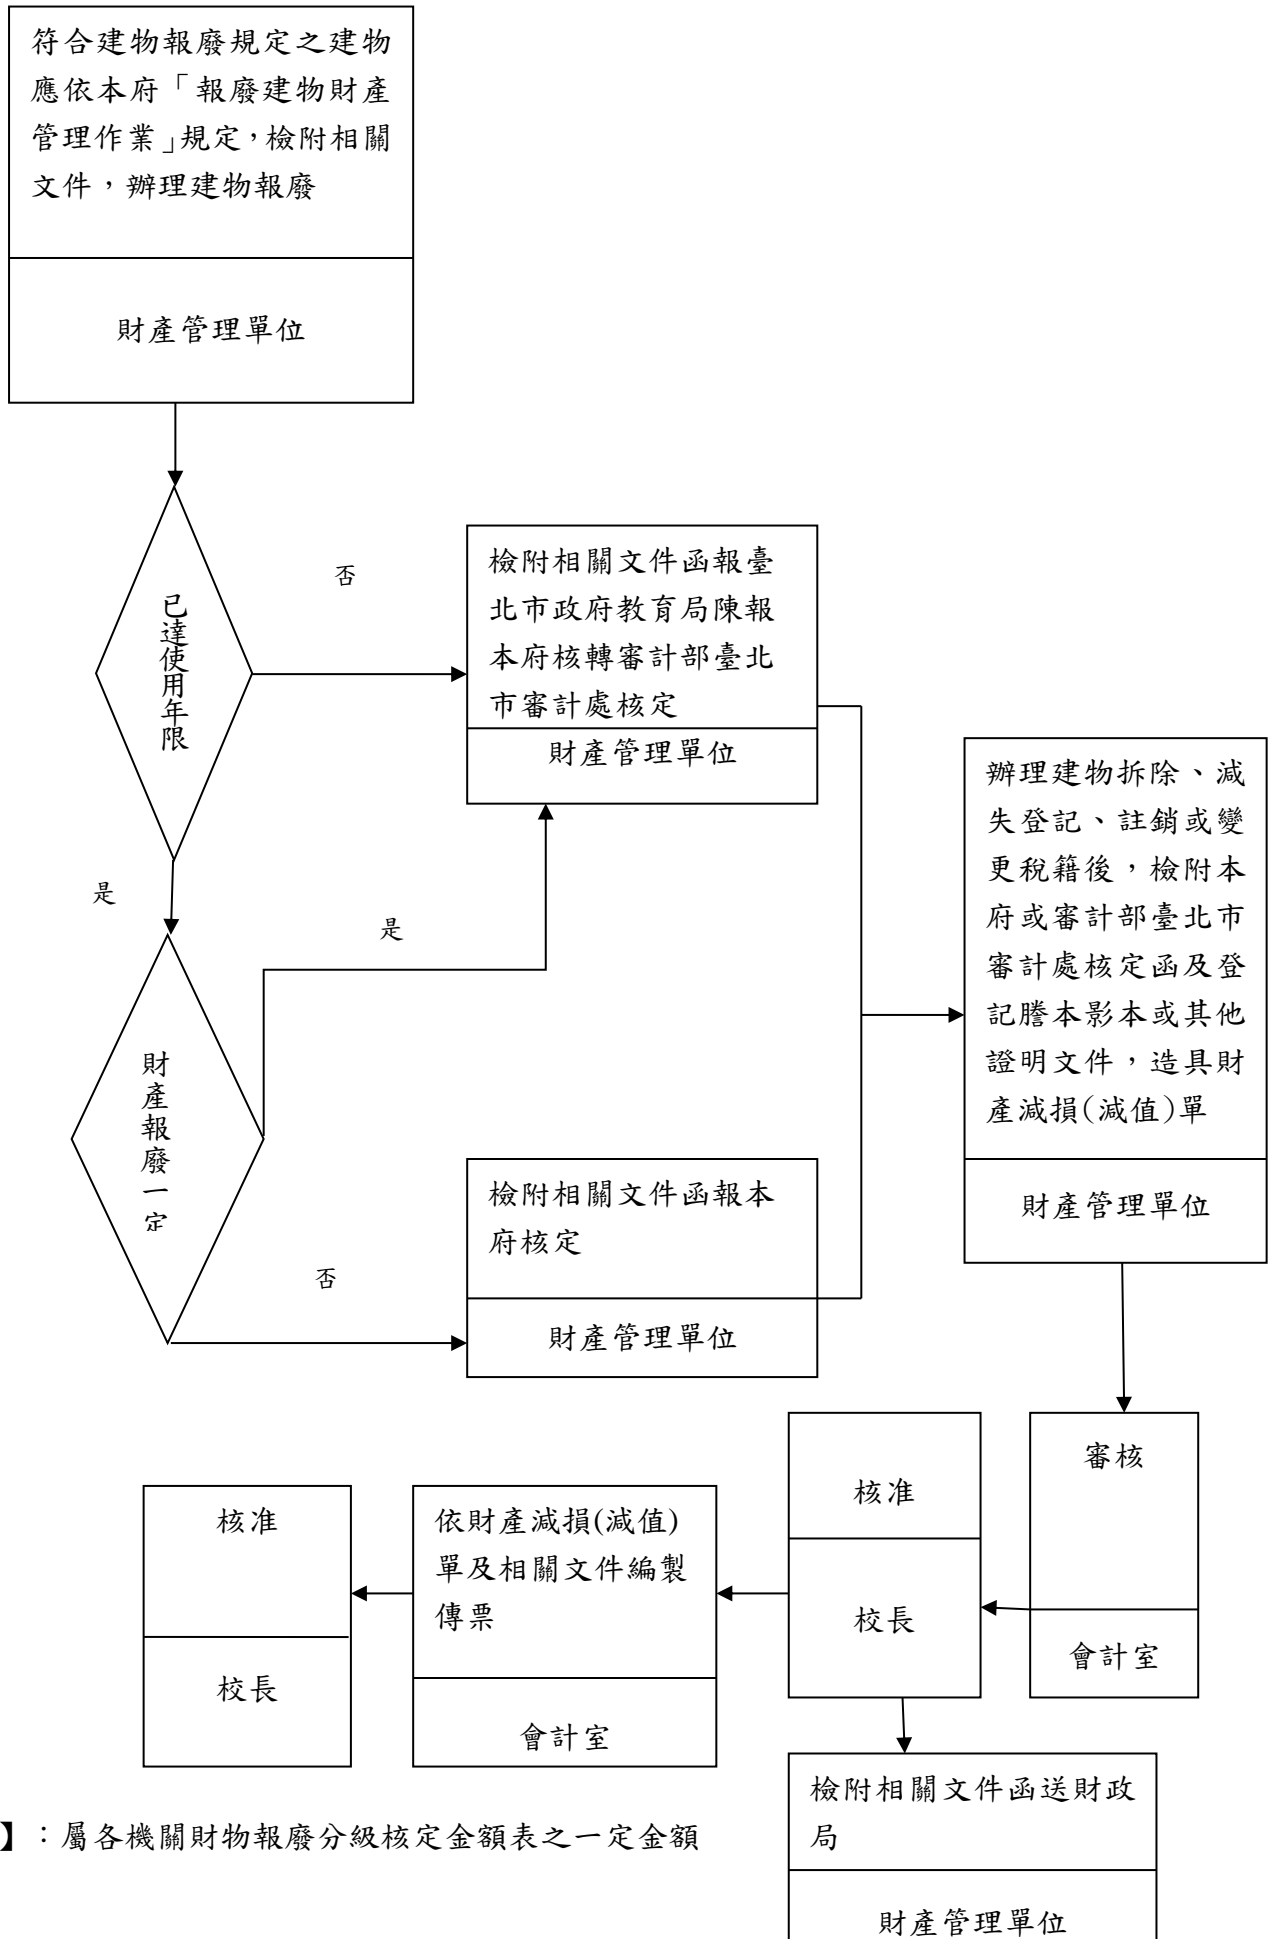 符合建物報廢規定之建物
應依本府「報廢建物財產
管理作業」規定，檢附相關
文件，辦理建物報廢
財產管理單位
已達使用年限
否
檢附相關文件函報臺
北市政府教育局陳報
本府核轉審計部臺北
市審計處核定
財產管理單位
是
是
財產報廢一定
否
檢附相關文件函報本
府核定
財產管理單位
辦理建物拆除、減
失登記、註銷或變
更稅籍後，檢附本
府或審計部臺北市
審計處核定函及登
記謄本影本或其他
證明文件，造具財
產減損(減值)單
財產管理單位
審核
會計室
核准
校長
依財產減損(減值)
單及相關文件編製
傳票
會計室
核准
校長
檢附相關文件函送財政
局
財產管理單位
】：屬各機關財物報廢分級核定金額表之一定金額